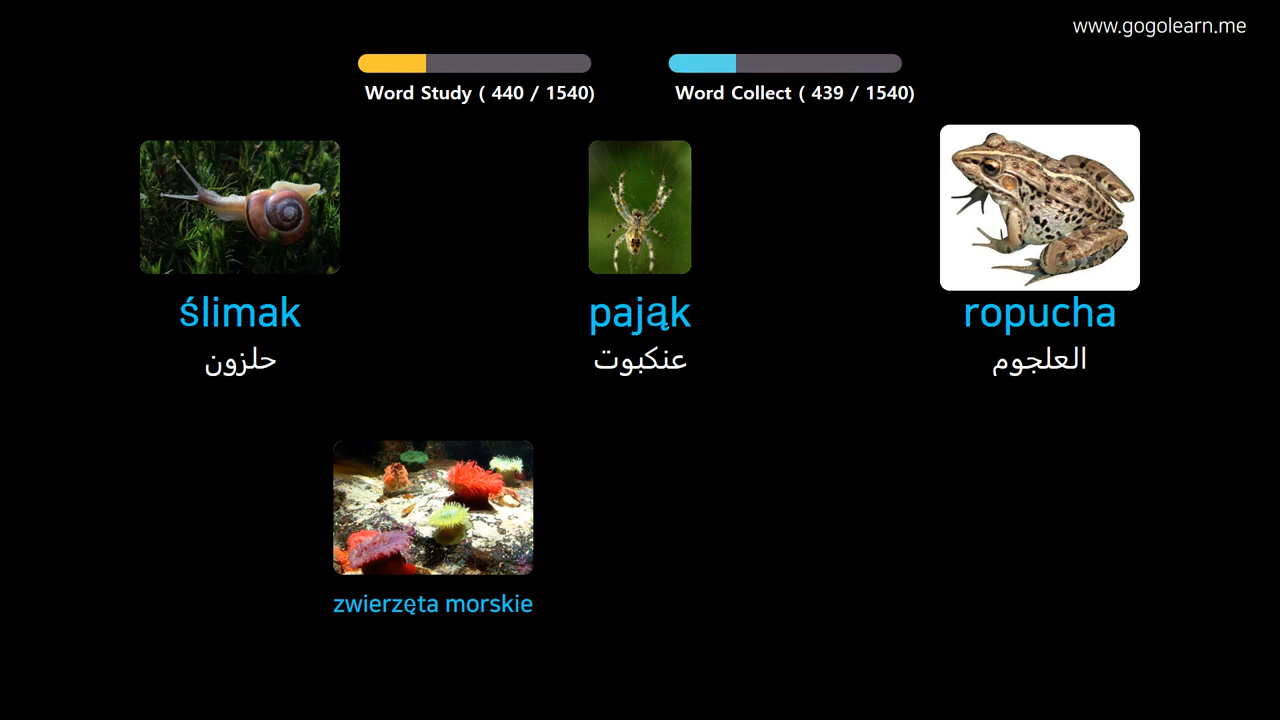 www.gogolearn.me
Word Study ( 440 / 1540)
Word Collect ( 439 / 1540)
ślimak
pająk
ropucha
حلزون
عنكبوت
العلجوم
zwierzęta morskie